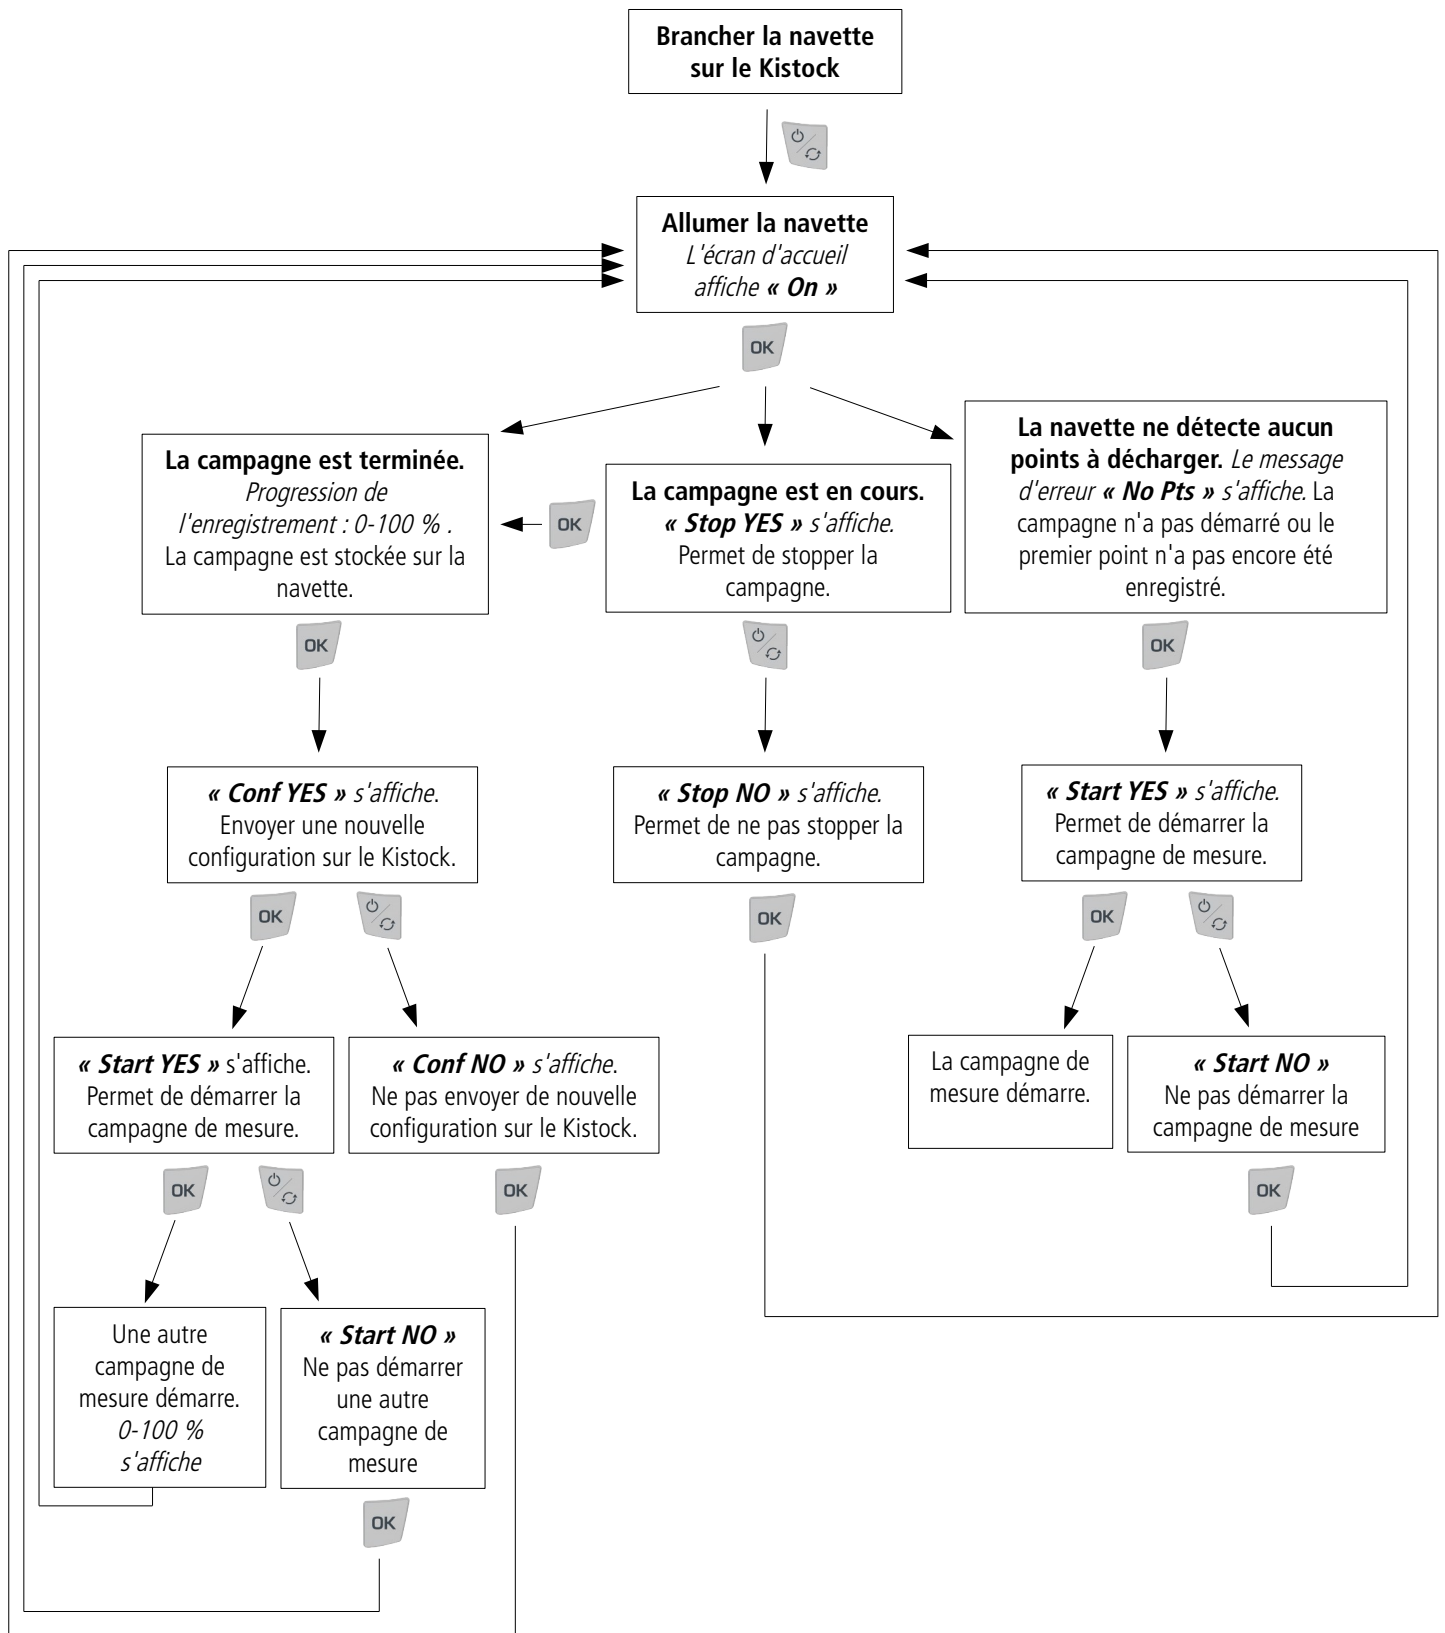 Brancher la navette
sur le Kistock
Allumer la navette
L'écran d'accueil
affiche « On »
OK
La campagne est terminée.
Progression de
l'enregistrement : 0-100 % .
La campagne est stockée sur la
navette.
OK
La campagne est en cours.
« Stop YES » s'affiche.
Permet de stopper la
campagne.
La navette ne détecte aucun
points à décharger. Le message
d'erreur « No Pts » s'affiche. La
campagne n'a pas démarré ou le
premier point n'a pas encore été
enregistré.
OK
OK
« Conf YES » s'affiche.
Envoyer une nouvelle
configuration sur le Kistock.
« Stop NO » s'affiche.
Permet de ne pas stopper la
campagne.
« Start YES » s'affiche.
Permet de démarrer la
campagne de mesure.
OK
OK
OK
« Start YES » s'affiche.
Permet de démarrer la
campagne de mesure.
« Conf NO » s'affiche.
Ne pas envoyer de nouvelle
configuration sur le Kistock.
La campagne de
mesure démarre.
« Start NO »
Ne pas démarrer la
campagne de mesure
OK
OK
OK
Une autre
campagne de
mesure démarre.
0-100 %
s'affiche
« Start NO »
Ne pas démarrer
une autre
campagne de
mesure
OK